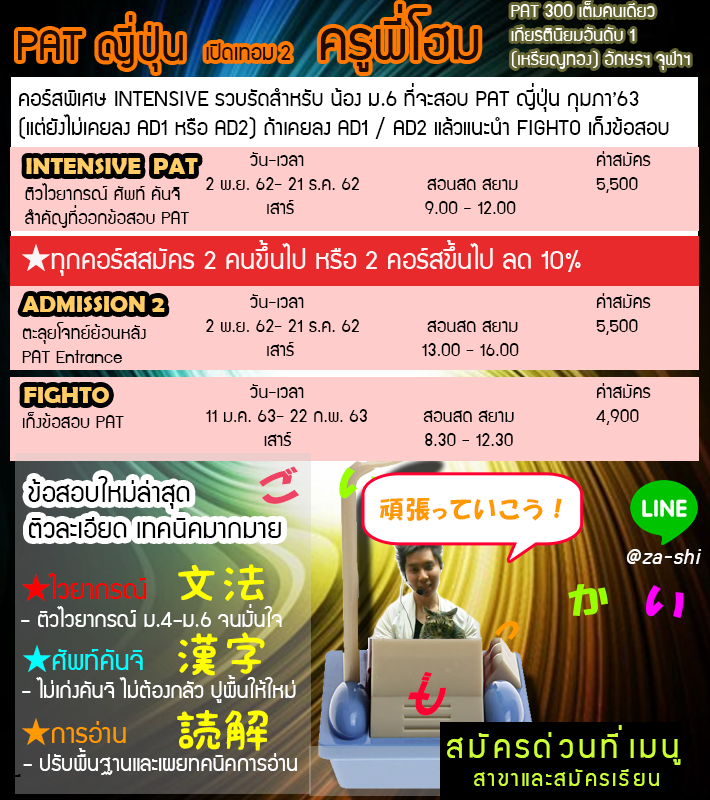 PAT ญี่ปุ่น เปิดเทอม 2 ครูพี่โฮม
PAT 300 เต็มคนเดียว
เกียรตินิยมอันดับ 1
(เหรียญทอง) อักษรฯ จุฬาฯ
คอร์สพิเศษ INTENSIVE รวบรัดสำหรับ น้อง ม.6 ที่จะสอบ PAT ญี่ปุ่น กุมภา'63
(แต่ยังไม่เคยลง AD1 หรือ AD2) ถ้าเคยลง AD1 / AD2 แล้วแนะนำ FIGHTO เก็งข้อสอบ
INTENSIVE PAT วัน-เวลา ค่าสมัคร
ติวไวยากรณ์ ศัพท์ คันจิ 2 พ.ย. 62- 21 ธ.ค. 62 สอนสด สยาม 5,500
สำคัญที่ออกข้อสอบ PAT เสาร์ 9.00 - 12.00
★ทุกคอร์สสมัคร 2 คนขึ้นไป หรือ 2 คอร์สขึ้นไป ลด 10%
ADMISSION 2 วัน-เวลา ค่าสมัคร
ตะลุยโจทย์ย้อนหลัง 2 พ.ย. 62- 21 ธ.ค. 62 สอนสด สยาม 5,500
PAT Entrance เสาร์ 13.00 - 16.00
FIGHTO วัน-เวลา ค่าสมัคร
เก็งข้อสอบ PAT 11 ม.ค. 63- 22 ก.พ. 63 สอนสด สยาม 4,900
เสาร์ 8.30 - 12.30
ข้อสอบใหม่ล่าสุด
ติวละเอียด เทคนิคมากมาย
★ไวยากรณ์ 文法
- ติวไวยากรณ์ ม.4-ม.6 จนมั่นใจ
★ศัพท์คันจิ 漢字
- ไม่เก่งคันจิ ไม่ต้องกลัว ปูพื้นให้ใหม่
★การอ่าน 読解
- ปรับพื้นฐานและเผยทคนิคการอ่าน
ご い
頑張っていこう！
LINE
@za-shi
か い
つ
も
สมัครด่วนที่เมนู
สาขาและสมัครเรียน